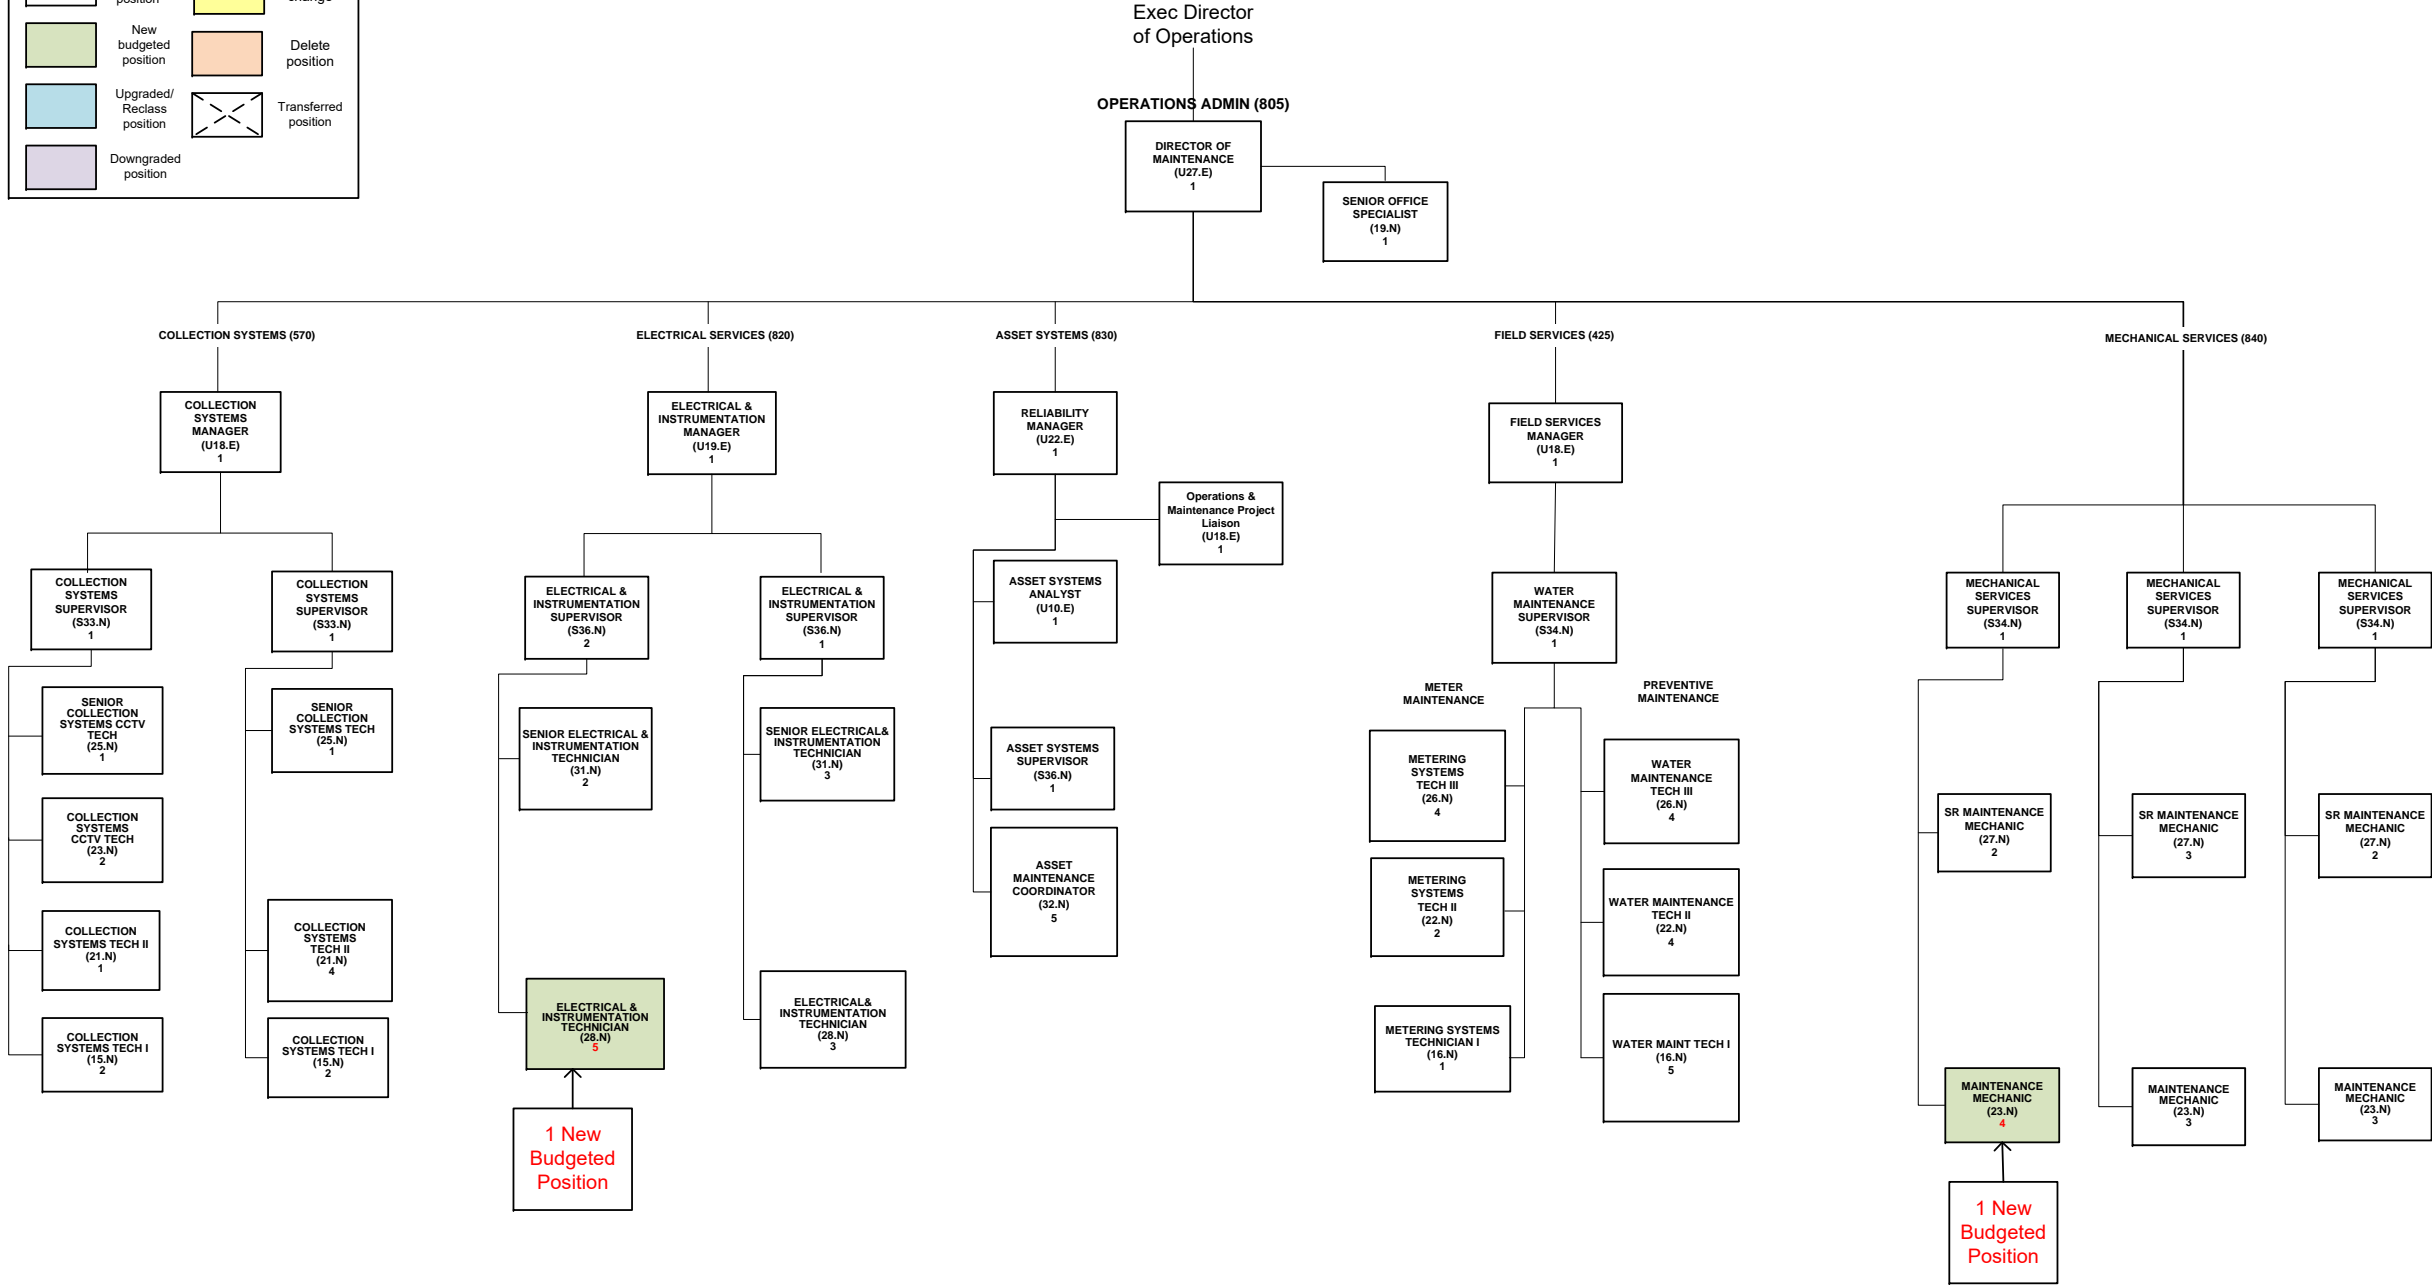 position
change
New
budgeted
position
Delete
position
Upgraded/
Reclass
position
Transferred
position
Downgraded
position
Exec Director
of Operations
OPERATIONS ADMIN (805)
DIRECTOR OF
MAINTENANCE
(U27.E)
1
SENIOR OFFICE
SPECIALIST
(19.N)
1
COLLECTION SYSTEMS (570)
ELECTRICAL SERVICES (820)
ASSET SYSTEMS (830)
FIELD SERVICES (425)
MECHANICAL SERVICES (840)
COLLECTION
SYSTEMS
MANAGER
(U18.E)
1
COLLECTION
SYSTEMS
SUPERVISOR
(S33.N)
1
SENIOR
COLLECTION
SYSTEMS CCTV
TECH
(25.N)
1
COLLECTION
SYSTEMS
CCTV TECH
(23.N)
2
COLLECTION
SYSTEMS TECH II
(21.N)
1
COLLECTION
SYSTEMS TECH I
(15.N)
2
COLLECTION
SYSTEMS
SUPERVISOR
(S33.N)
1
SENIOR
COLLECTION
SYSTEMS TECH
(25.N)
1
COLLECTION
SYSTEMS
TECH II
(21.N)
4
COLLECTION
SYSTEMS TECH I
(15.N)
2
ELECTRICAL &
INSTRUMENTATION
MANAGER
(U19.E)
1
ELECTRICAL &
INSTRUMENTATION
SUPERVISOR
(S36.N)
2
SENIOR ELECTRICAL &
INSTRUMENTATION
TECHNICIAN
(31.N)
2
ELECTRICAL &
INSTRUMENTATION
TECHNICIAN
(28.N)
5
1 New
Budgeted
Position
ELECTRICAL &
INSTRUMENTATION
SUPERVISOR
(S36.N)
1
SENIOR ELECTRICAL&
INSTRUMENTATION
TECHNICIAN
(31.N)
3
ELECTRICAL&
INSTRUMENTATION
TECHNICIAN
(28.N)
3
RELIABILITY
MANAGER
(U22.E)
1
Operations &
Maintenance Project
Liaison
(U18.E)
1
ASSET SYSTEMS
ANALYST
(U10.E)
1
ASSET SYSTEMS
SUPERVISOR
(S36.N)
1
ASSET
MAINTENANCE
COORDINATOR
(32.N)
5
FIELD SERVICES
MANAGER
(U18.E)
1
WATER
MAINTENANCE
SUPERVISOR
(S34.N)
1
METER
MAINTENANCE
METERING
SYSTEMS
TECH III
(26.N)
4
METERING
SYSTEMS
TECH II
(22.N)
2
METERING SYSTEMS
TECHNICIAN I
(16.N)
1
PREVENTIVE
MAINTENANCE
WATER
MAINTENANCE
TECH III
(26.N)
4
WATER MAINTENANCE
TECH II
(22.N)
4
WATER MAINT TECH I
(16.N)
5
MECHANICAL
SERVICES
SUPERVISOR
(S34.N)
1
SR MAINTENANCE
MECHANIC
(27.N)
2
MAINTENANCE
MECHANIC
(23.N)
4
1 New
Budgeted
Position
MECHANICAL
SERVICES
SUPERVISOR
(S34.N)
1
SR MAINTENANCE
MECHANIC
(27.N)
3
MAINTENANCE
MECHANIC
(23.N)
3
MECHANICAL
SERVICES
SUPERVISOR
(S34.N)
1
SR MAINTENANCE
MECHANIC
(27.N)
2
MAINTENANCE
MECHANIC
(23.N)
3